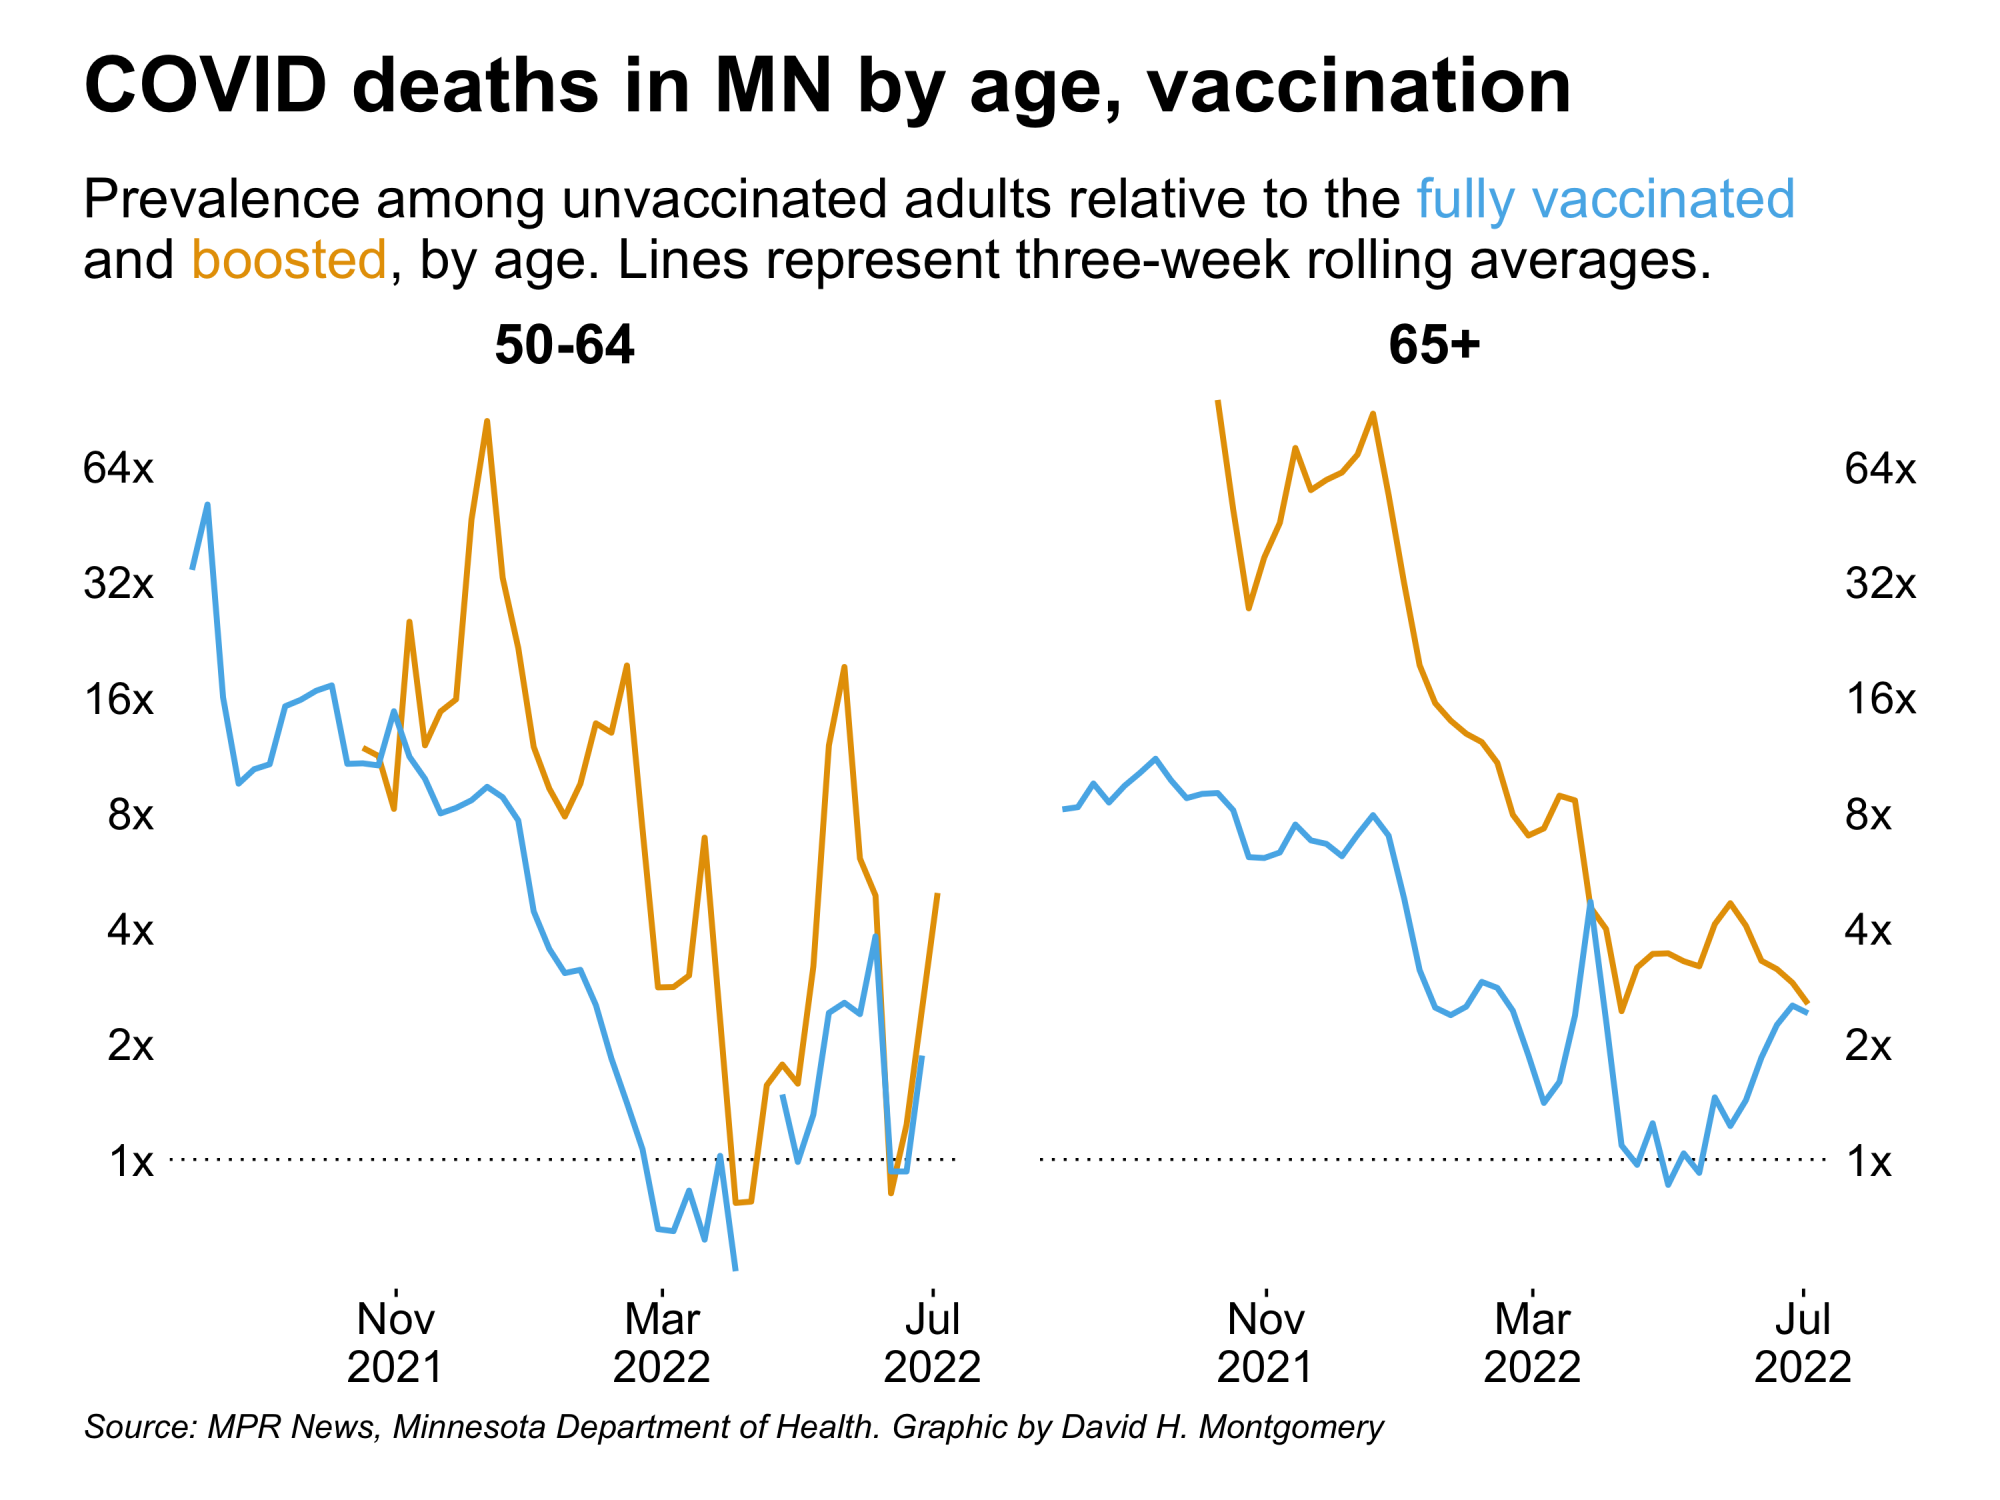 COVID deaths in MN by age, vaccination
Prevalence among unvaccinated adults relative to the fully vaccinated
and boosted, by age. Lines represent three-week rolling averages.
50-64
65+
64x
32x
16x
8x
4x
2x
1x
64x
32x
16x
8x
4x
2x
1x
Nov
2021
Mar
2022
Jul
2022
Nov
2021
Mar
2022
Jul
2022
Source: MPR News, Minnesota Department of Health. Graphic by David H. Montgomery